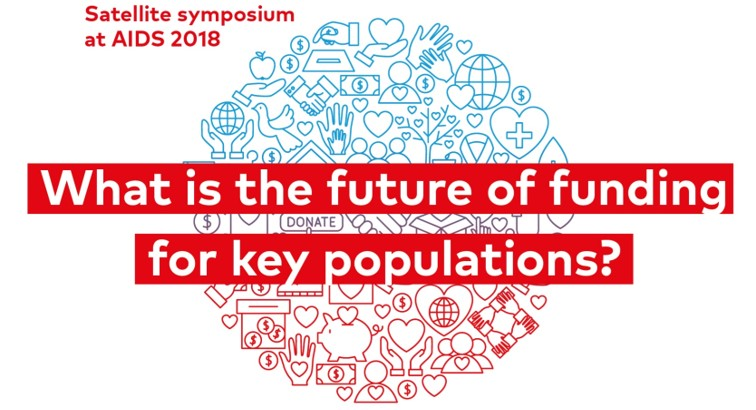 Satellite symposium
at AIDS 2018
What is the future of funding
DONATE
for key populations?